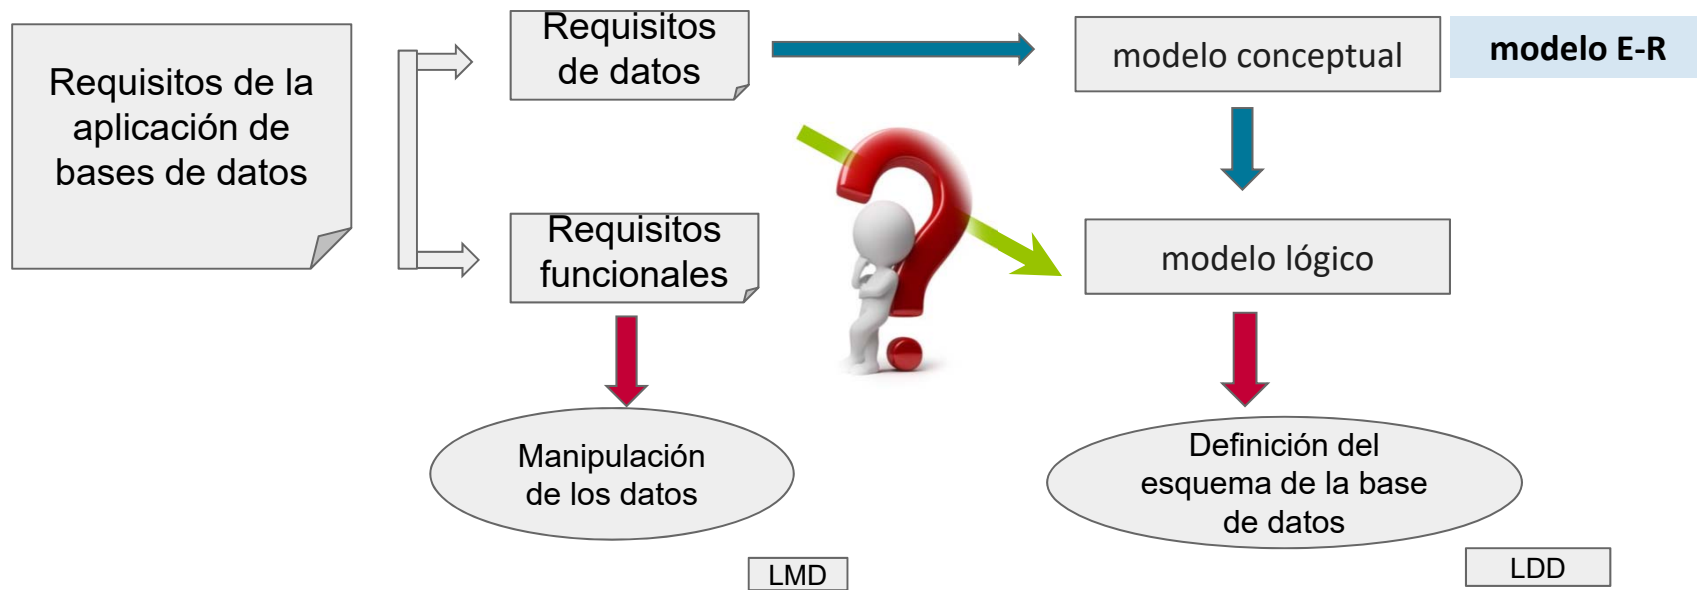 Requisitos de la
aplicación de
bases de datos
Requisitos
de datos
modelo conceptual
modelo E-R
Requisitos
funcionales
modelo lógico
Manipulación
de los datos
Definición del
esquema de la base
de datos
LMD
LDD